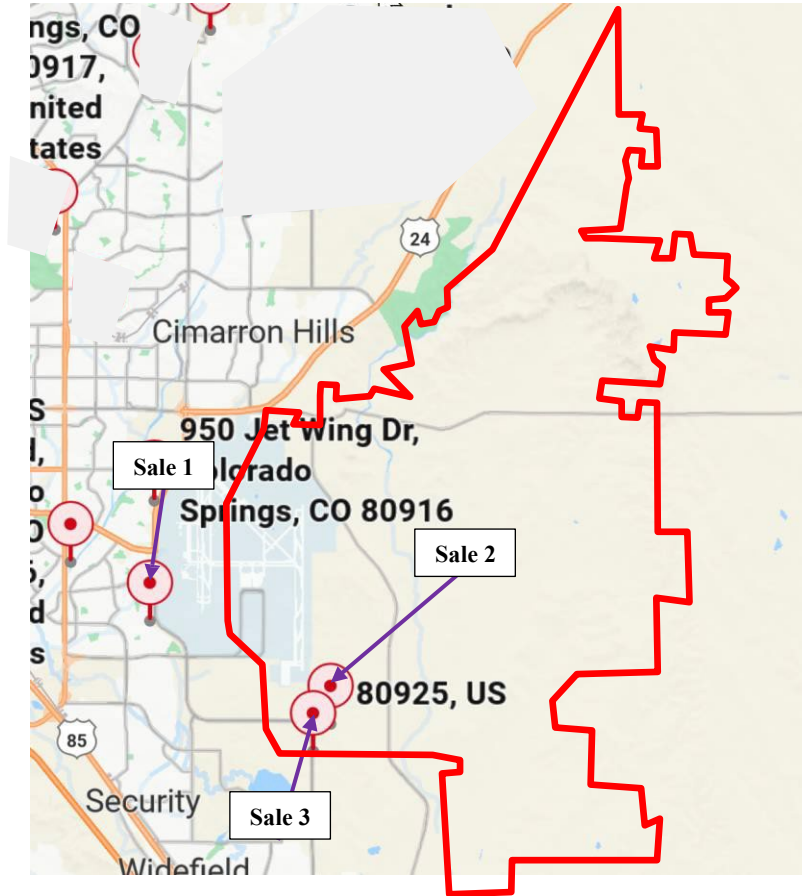 ngs, CO
0917,
nited
tates
24
Cimarron Hills
S
d,
o
O
6,
d
s
950 Jet Wing Dr,
olorado
Springs, CO 80916
Sale 1
Sale 2
80925, US
85
Security
Sale 3
Widefield